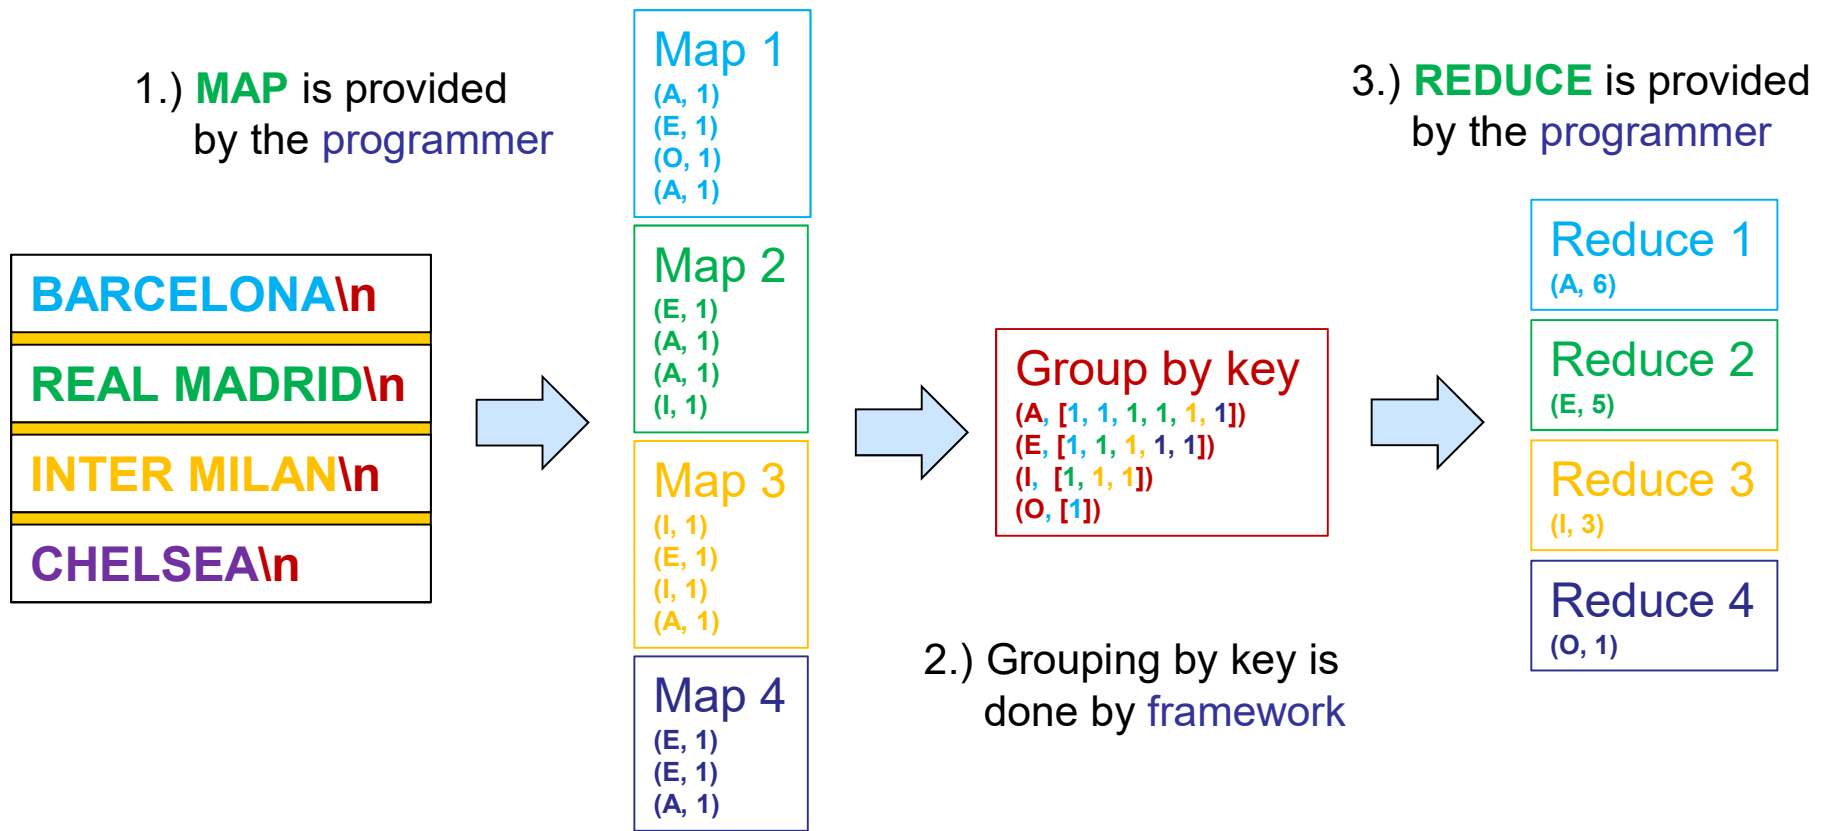 1.) MAP is provided
by the programmer
BARCELONA\n
REAL MADRID\n
INTER MILAN\n
CHELSEA\n
Map 1
(A, 1)
(E, 1)
(O, 1)
(A, 1)
Map 2
(E, 1)
(A, 1)
(A, 1)
(I, 1)
Map 3
(I, 1)
(E, 1)
(I, 1)
(A, 1)
Map 4
(E, 1)
(E, 1)
(A, 1)
Group by key
(A, [1, 1, 1, 1, 1, 1])
(E, [1, 1, 1, 1, 1])
(I, [1, 1, 1])
(O, [1])
2.) Grouping by key is
done by framework
3.) REDUCE is provided
by the programmer
Reduce 1
(A, 6)
Reduce 2
(E, 5)
Reduce 3
(I, 3)
Reduce 4
(O, 1)